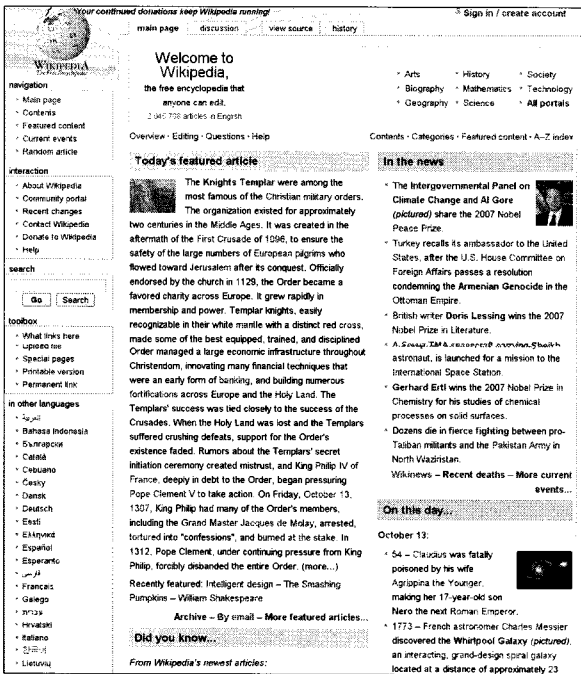 Your continued donations keep Wikipedia running!
Sign in / create account
main page
discussion
view source
history
WIKIPEDIA
The Free Encyclopedia
navigation
Main page
Contents
Featured content
Current events
Random article
interaction
About Wikipedia
Community portal
Recent changes
Contact Wikipedia
Donate to Wikipedia
Help
search
Go
Search
toolbox
What links here
Upload file
Special pages
Printable version
Permanent link
in other languages
العربية
Bahasa Indonesia
Български
Català
Cebuano
Česky
Dansk
Deutsch
Eesti
Ελληνικά
Español
Esperanto
فارسی
Français
Galego
עברית
Hrvatski
Italiano
Lietuvių
Welcome to
Wikipedia,
the free encyclopedia that
anyone can edit.
articles in English
Arts
History
Society
Biography
Mathematics
Technology
Geography
Science
All portals
Overview · Editing · Questions · Help
Contents · Categories · Featured content · A–Z index
Today's featured article
The Knights Templar were among the
most famous of the Christian military orders.
The organization existed for approximately
two centuries in the Middle Ages. It was created in the
aftermath of the First Crusade of 1096, to ensure the
safety of the large numbers of European pilgrims who
flowed toward Jerusalem after its conquest. Officially
endorsed by the church in 1129, the Order became a
favored charity across Europe. It grew rapidly in
membership and power. Templar knights, easily
recognizable in their white mantle with a distinct red cross,
made some of the best equipped, trained, and disciplined
Order managed a large economic infrastructure throughout
Christendom, innovating many financial techniques that
were an early form of banking, and building numerous
fortifications across Europe and the Holy Land. The
Templars' success was tied closely to the success of the
Crusades. When the Holy Land was lost and the Templars
suffered crushing defeats, support for the Order's
existence faded. Rumors about the Templars' secret
initiation ceremony created mistrust, and King Philip IV of
France, deeply in debt to the Order, began pressuring
Pope Clement V to take action. On Friday, October 13,
1307, King Philip had many of the Order's members,
including the Grand Master Jacques de Molay, arrested,
tortured into "confessions", and burned at the stake. In
1312, Pope Clement, under continuing pressure from King
Philip, forcibly disbanded the entire Order. (more...)
Recently featured: Intelligent design – The Smashing
Pumpkins – William Shakespeare
Archive – By email – More featured articles...
Did you know...
From Wikipedia's newest articles:
In the news
The Intergovernmental Panel on
Climate Change and Al Gore
(pictured) share the 2007 Nobel
Peace Prize.
Turkey recalls its ambassador to the United
States, after the U.S. House Committee on
Foreign Affairs passes a resolution
condemning the Armenian Genocide in the
Ottoman Empire.
British writer Doris Lessing wins the 2007
Nobel Prize in Literature.
A Soyuz
astronaut, is launched for a mission to the
International Space Station.
Gerhard Ertl wins the 2007 Nobel Prize in
Chemistry for his studies of chemical
processes on solid surfaces.
Dozens die in fierce fighting between pro-
Taliban militants and the Pakistan Army in
North Waziristan.
Wikinews – Recent deaths – More current
events...
On this day...
October 13:
54 – Claudius was fatally
poisoned by his wife
Agrippina the Younger,
making her 17-year-old son
Nero the next Roman Emperor.
1773 – French astronomer Charles Messier
discovered the Whirlpool Galaxy (pictured),
an interacting, grand-design spiral galaxy
located at a distance of approximately 23